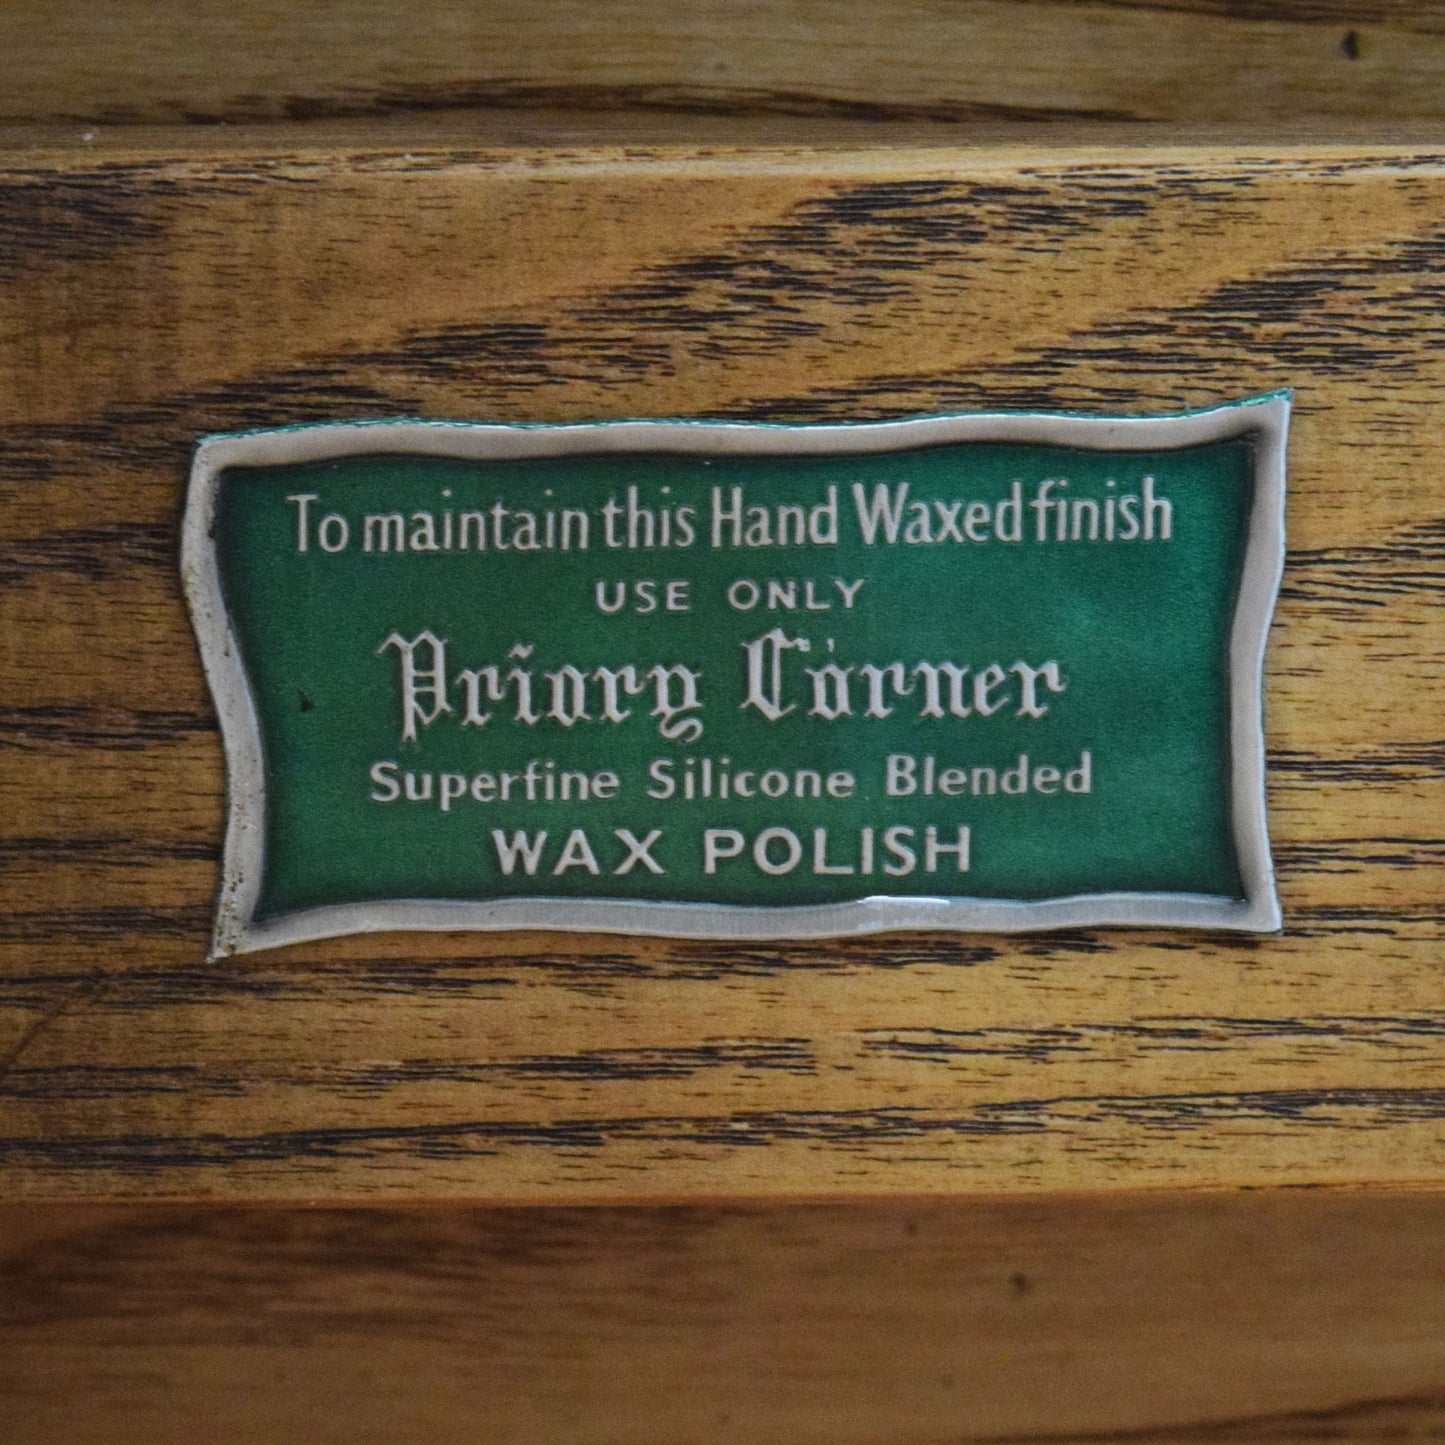 To maintain this Hand Waxed finish
USE ONLY
Priory Corner
Superfine Silicone Blended
WAX POLISH